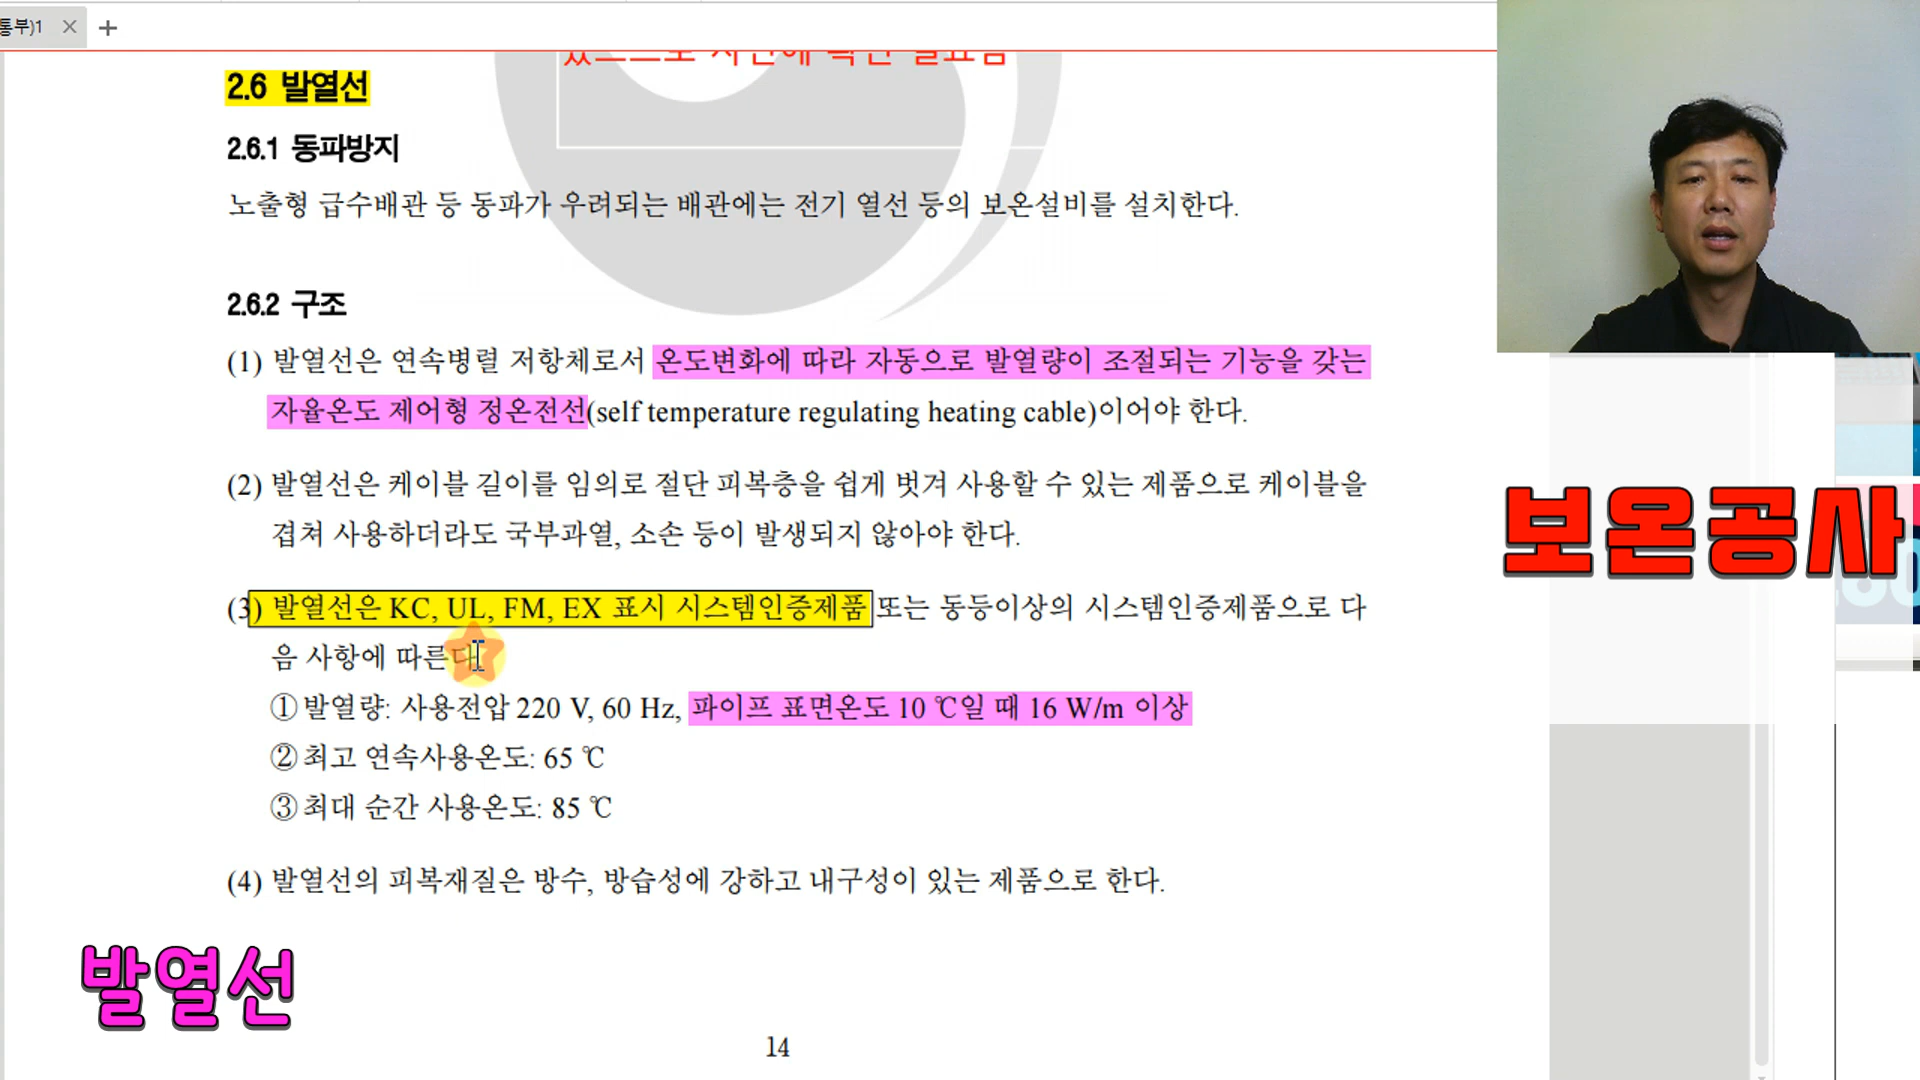 통부)1
2.6 발열선
2.6.1 동파방지
노출형 급수배관 등 동파가 우려되는 배관에는 전기 열선 등의 보온설비를 설치한다.
2.6.2 구조
(1) 발열선은 연속병렬 저항체로서 온도변화에 따라 자동으로 발열량이 조절되는 기능을 갖는
자율온도 제어형 정온전선(self temperature regulating heating cable)이어야 한다.
(2) 발열선은 케이블 길이를 임의로 절단 피복층을 쉽게 벗겨 사용할 수 있는 제품으로 케이블을
겹쳐 사용하더라도 국부과열, 소손 등이 발생되지 않아야 한다.
(3) 발열선은 KC, UL, FM, EX 표시 시스템인증제품 또는 동등이상의 시스템인증제품으로 다
음 사항에 따른다.
① 발열량: 사용전압 220 V, 60 Hz, 파이프 표면온도 10 ℃일 때 16 W/m 이상
② 최고 연속사용온도: 65 ℃
③ 최대 순간 사용온도: 85 ℃
(4) 발열선의 피복재질은 방수, 방습성에 강하고 내구성이 있는 제품으로 한다.
보온공사
발열선
14